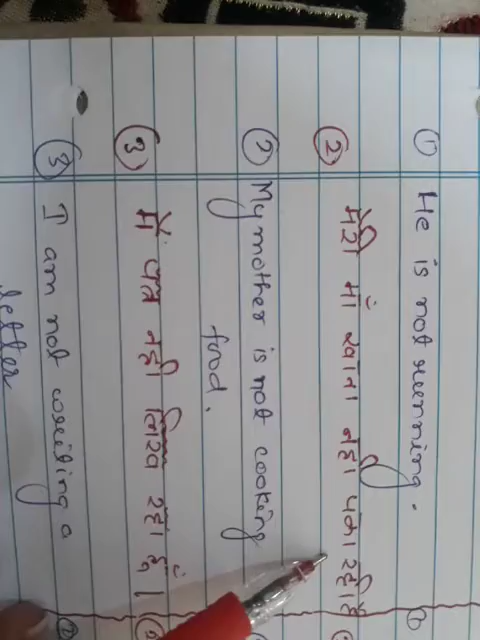 ① He is not running.
② मेरी माँ खाना नहीं पका रही है
② My mother is not cooking
food.
③ मैं पत्र नहीं लिख रहा हूँ।
③ I am not writing a
letter